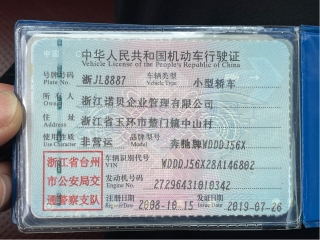 中华人民共和国机动车行驶证
Vehicle License of the People's Republic of China
号牌号码 浙JL8887 车辆类型 小型轿车
Plate No. Vehicle Type
所有人 浙江诺贝企业管理有限公司
Owner
住址 浙江省玉环市楚门镇中山村
Address
使用性质 非营运 品牌型号 奔驰牌WDDDJ56X
Use Character Model
浙江省台州 车辆识别代号 WDDDJ56X28A146802
VIN
市公安局交 发动机号码 27296431010342
Engine No.
通警察支队 注册日期 2008-10-15 发证日期 2019-07-26